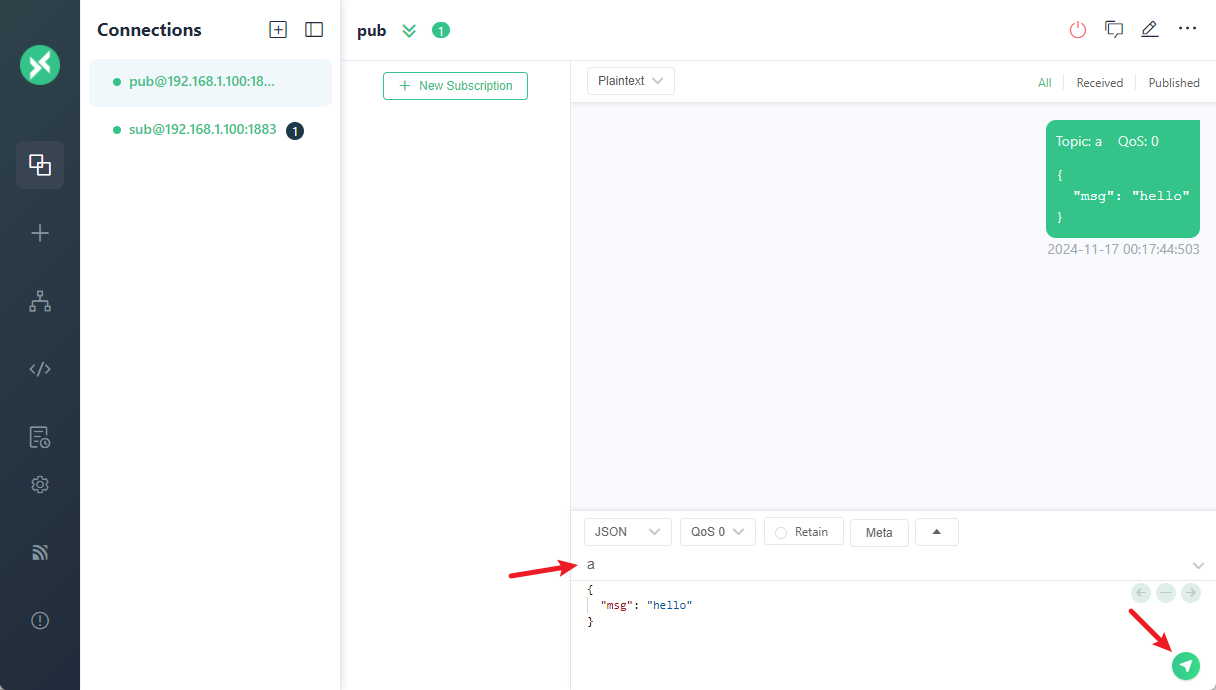 Connections
pub@192.168.1.100:18...
sub@192.168.1.100:1883 1
pub 1
+ New Subscription
Plaintext
All Received Published
Topic: a QoS: 0
{
"msg": "hello"
}
2024-11-17 00:17:44:503
JSON QoS 0 Retain Meta
a
{
"msg": "hello"
}